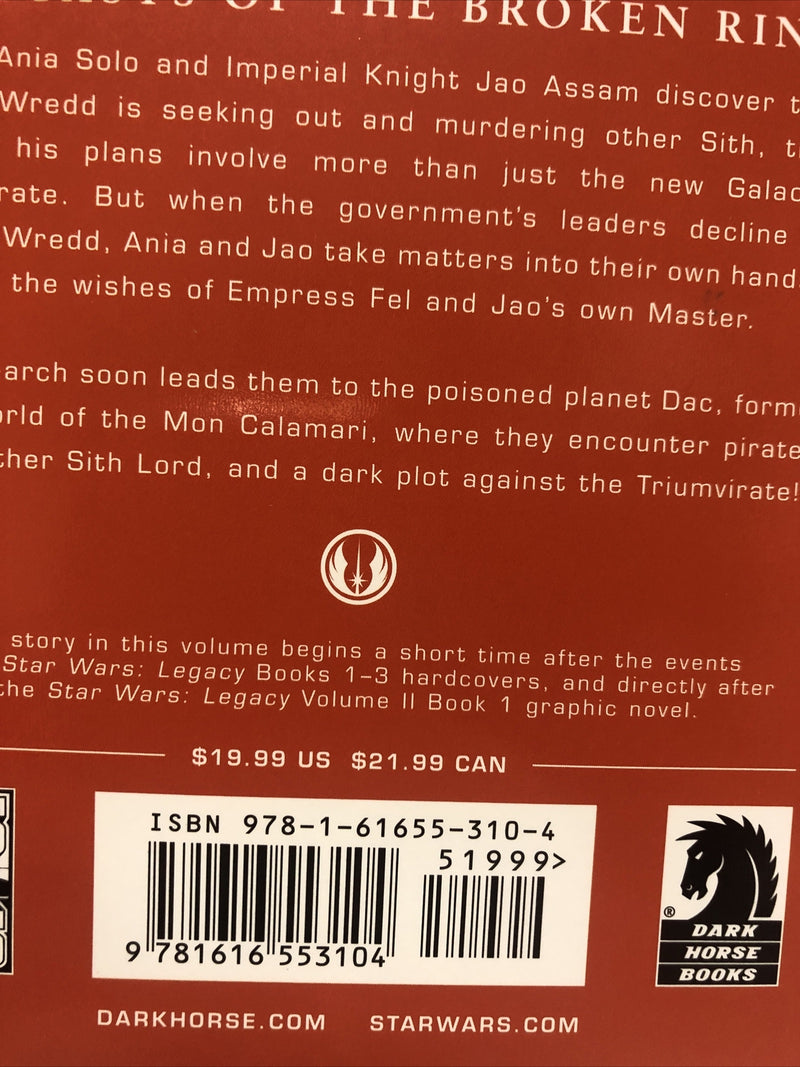 OF THE BROKEN RIN
Ania Solo and Imperial Knight Jao Assam discover t
Wredd is seeking out and murdering other Sith, t
his plans involve more than just the new Galac
rate. But when the government's leaders decline
Wredd, Ania and Jao take matters into their own hand
the wishes of Empress Fel and Jao's own Master.
arch soon leads them to the poisoned planet Dac, form
orld of the Mon Calamari, where they encounter pirate
ther Sith Lord, and a dark plot against the Triumvirate!
story in this volume begins a short time after the events
Star Wars: Legacy Books 1–3 hardcovers, and directly after
the Star Wars: Legacy Volume II Book 1 graphic novel.
$19.99 US $21.99 CAN
ISBN 978-1-61655-310-4
51999>
9 781616 553104
®
DARK
HORSE
BOOKS
DARKHORSE.COM STARWARS.COM